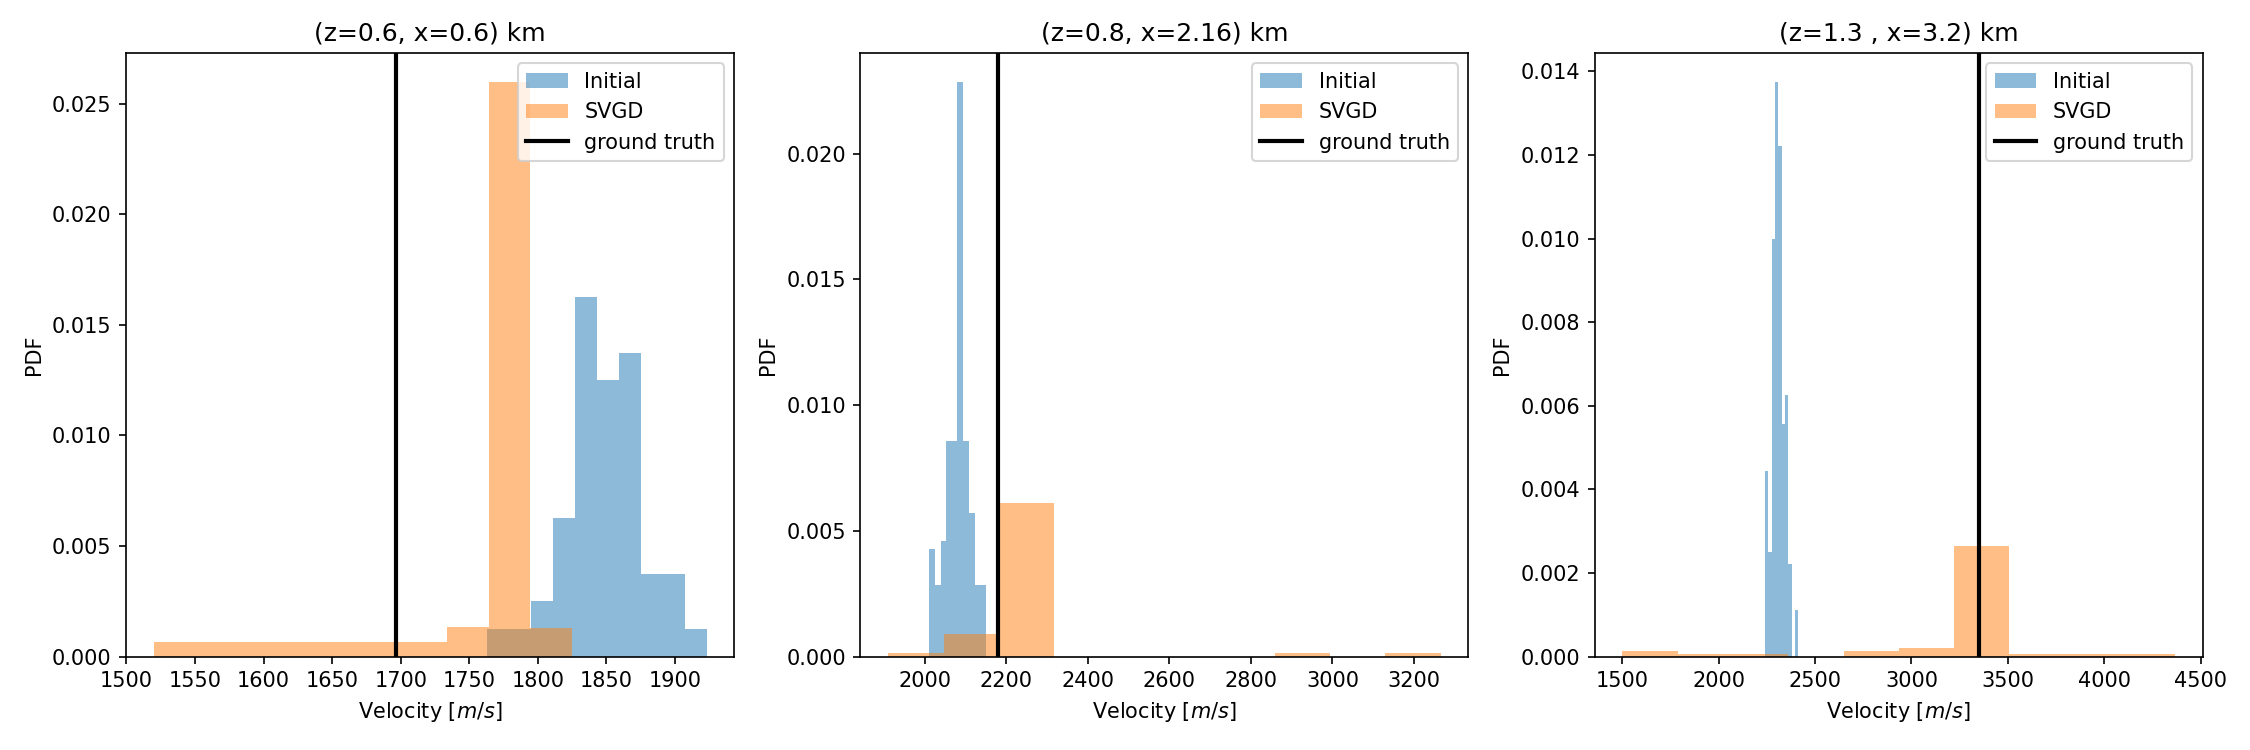 (z=0.6, x=0.6) km
Initial
SVGD
ground truth
0.025
0.020
0.015
0.010
0.005
0.000
PDF
1500 1550 1600 1650 1700 1750 1800 1850 1900
Velocity [m/s]
(z=0.8, x=2.16) km
Initial
SVGD
ground truth
0.020
0.015
0.010
0.005
0.000
PDF
2000 2200 2400 2600 2800 3000 3200
Velocity [m/s]
(z=1.3 , x=3.2) km
Initial
SVGD
ground truth
0.014
0.012
0.010
0.008
0.006
0.004
0.002
0.000
PDF
1500 2000 2500 3000 3500 4000 4500
Velocity [m/s]